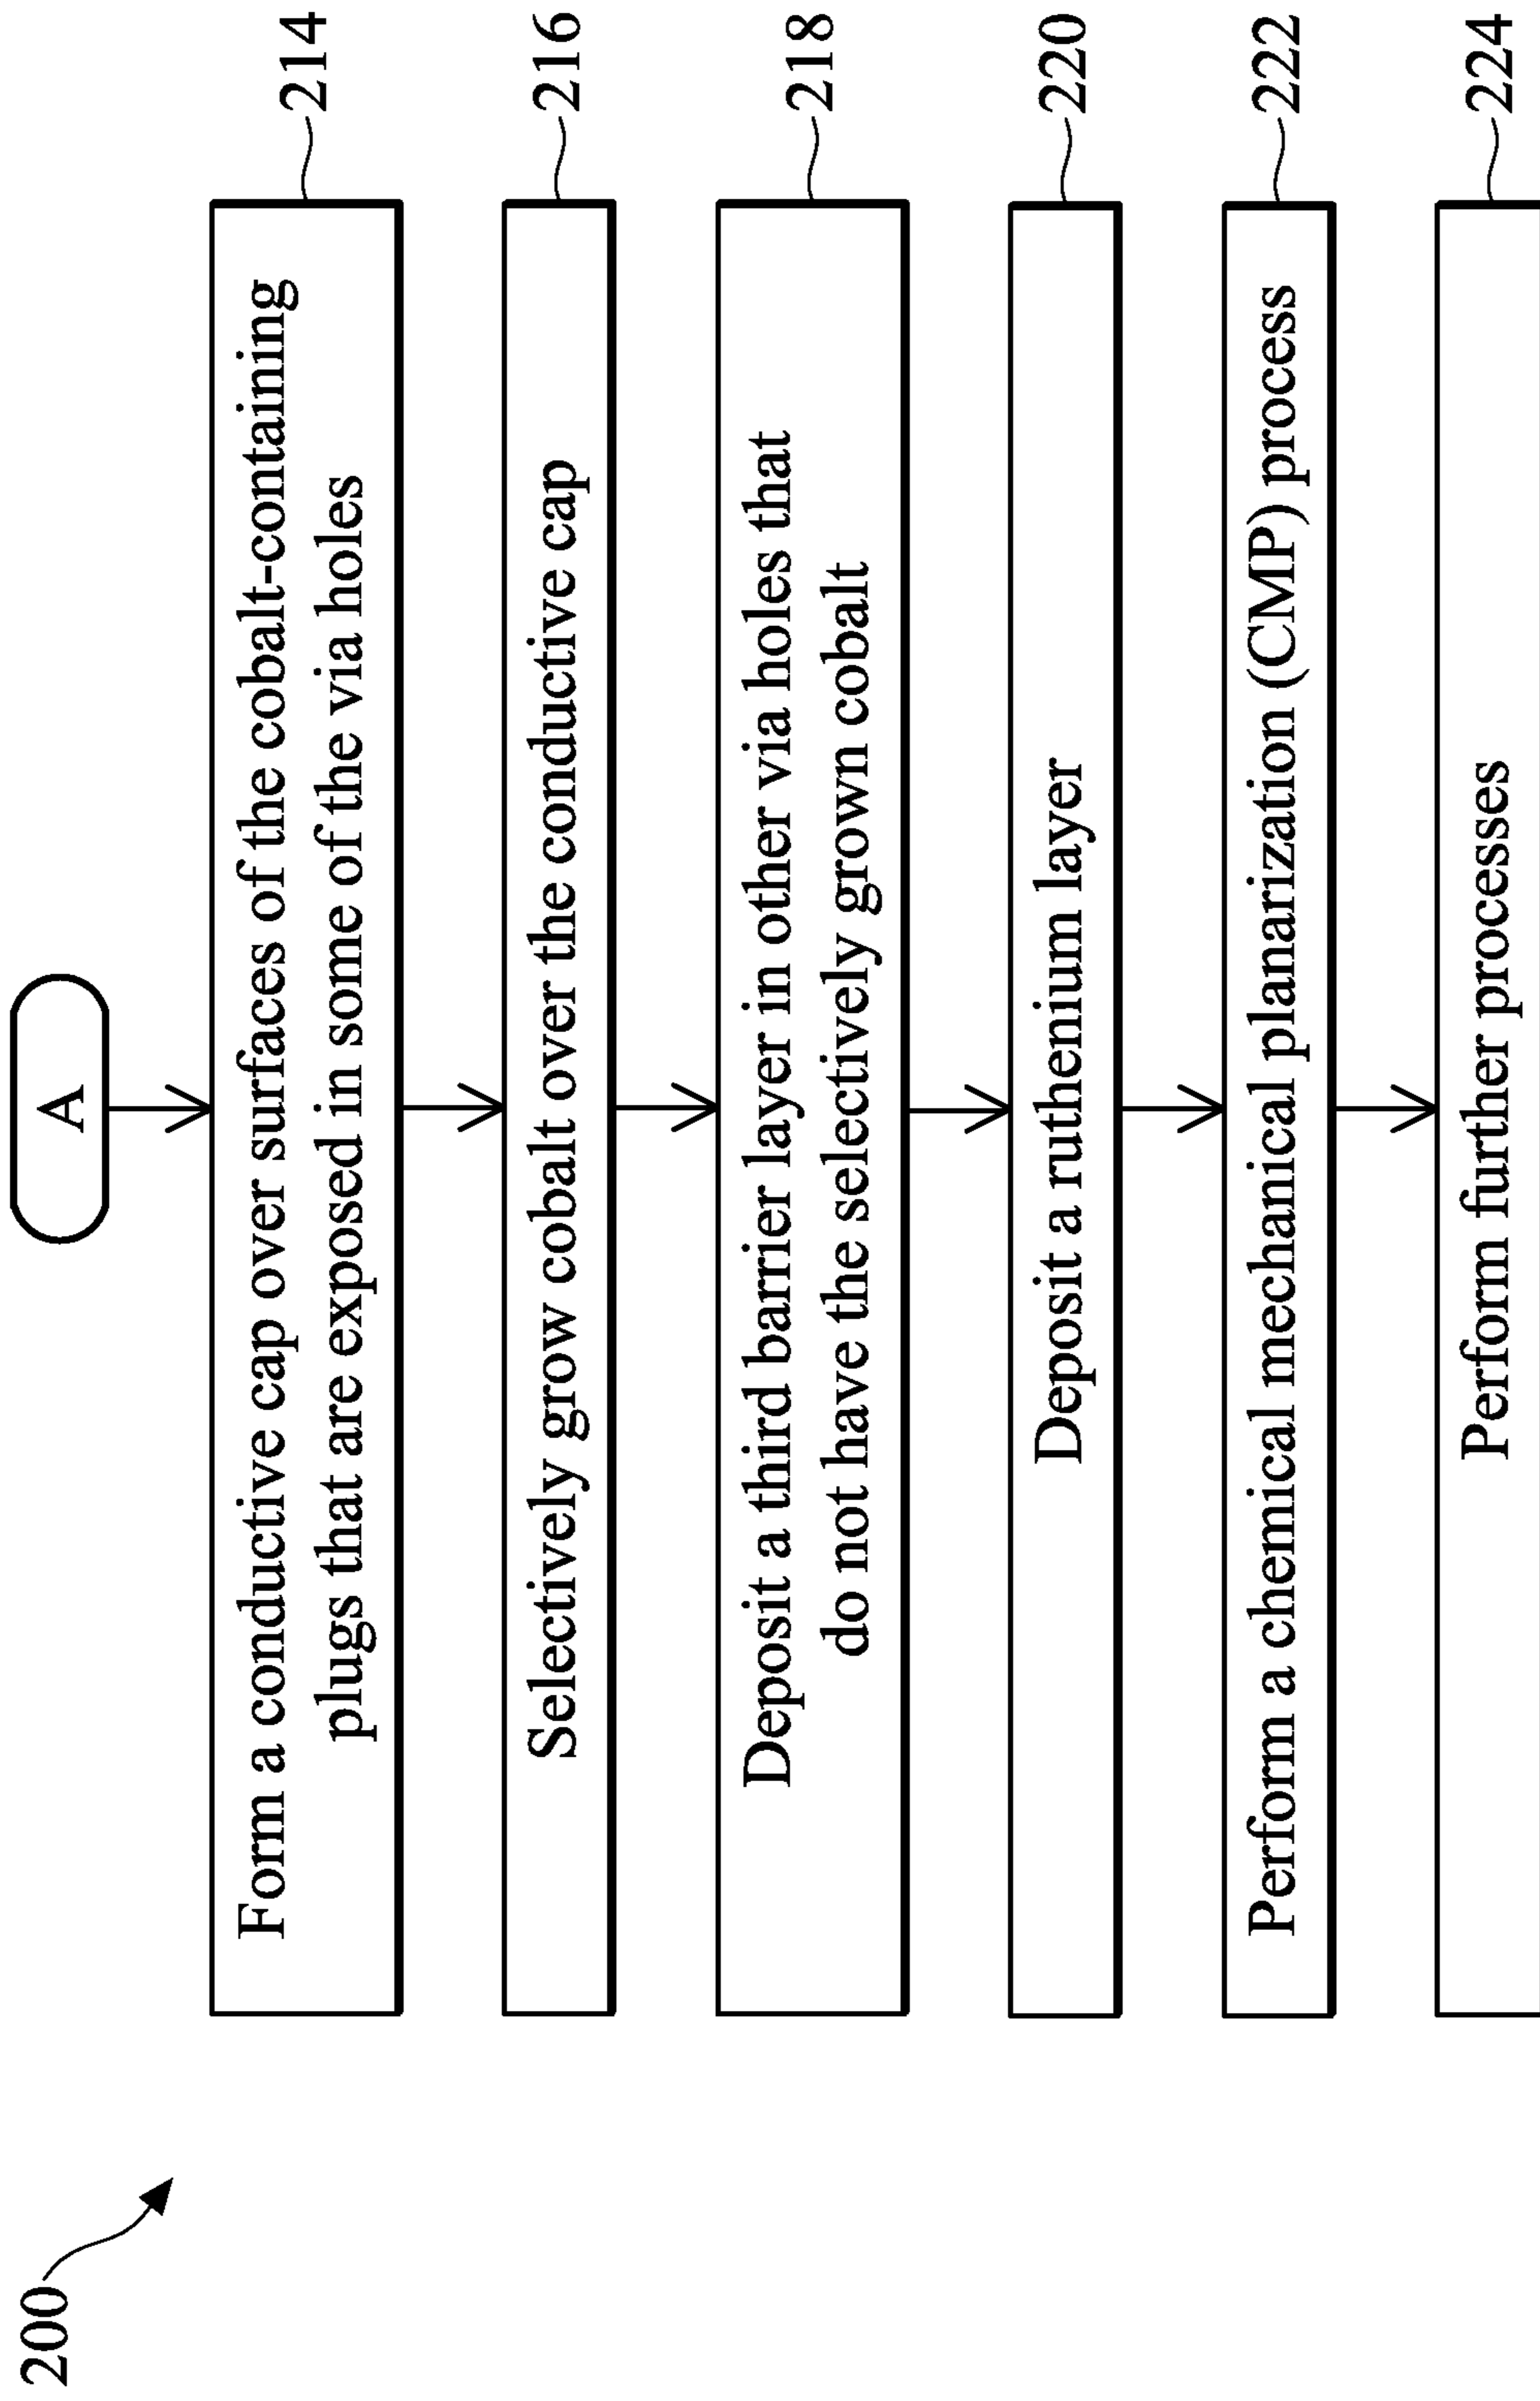 200
A
Form a conductive cap over surfaces of the cobalt-containing
plugs that are exposed in some of the via holes
214
Selectively grow cobalt over the conductive cap
216
Deposit a third barrier layer in other via holes that
do not have the selectively grown cobalt
218
Deposit a ruthenium layer
220
Perform a chemical mechanical planarization (CMP) process
222
Perform further processes
224